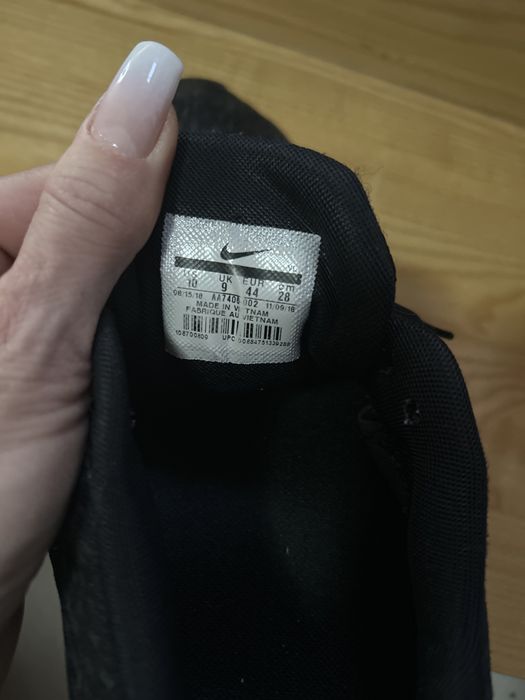 UK EUR cm
10 9 44 28
08/15/18 AA7406 002 11/09/18
MADE IN VIETNAM
FABRIQUE AU VIETNAM
UPC